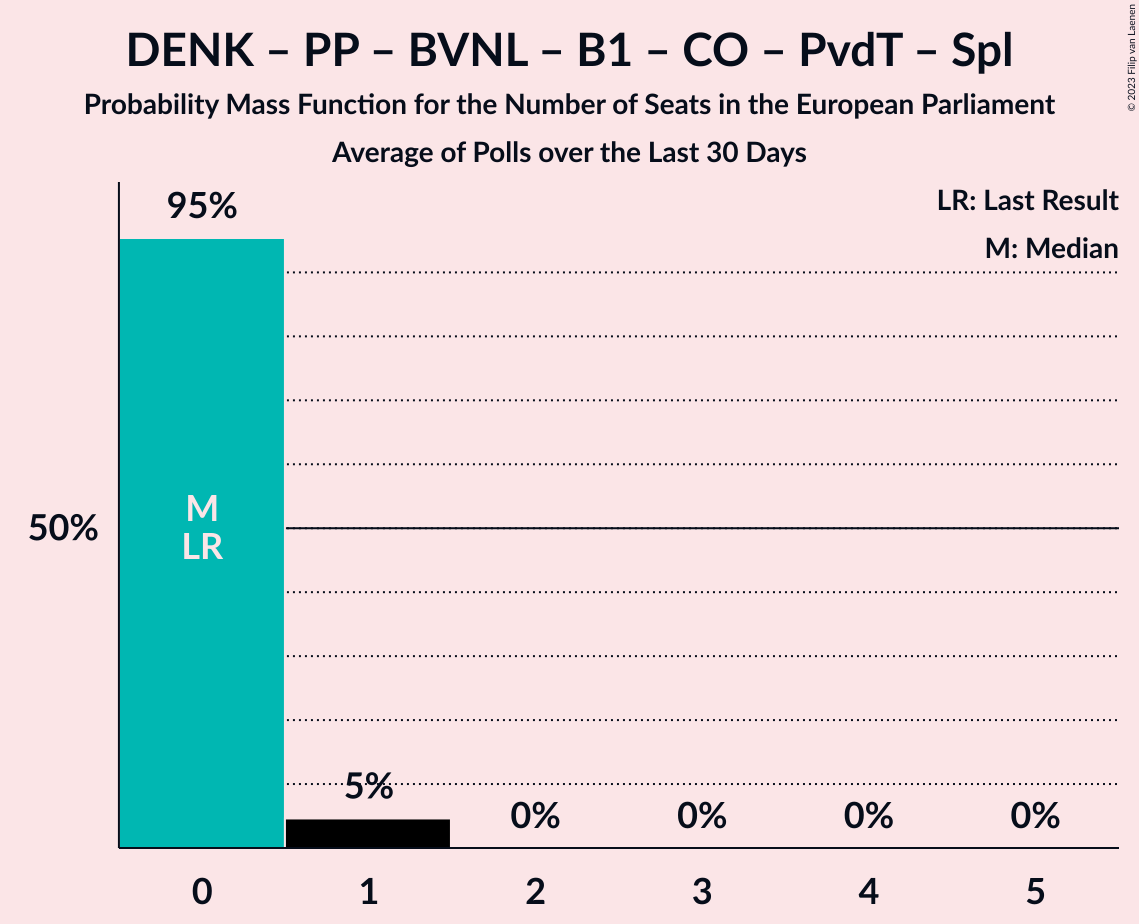 DENK – PP – BVNL – B1 – CO – PvdT – Spl
Probability Mass Function for the Number of Seats in the European Parliament
Average of Polls over the Last 30 Days
© 2023 Filip van Laenen
LR: Last Result
M: Median
95%
M
LR
50%
5%
0%
0%
0%
0%
0
1
2
3
4
5